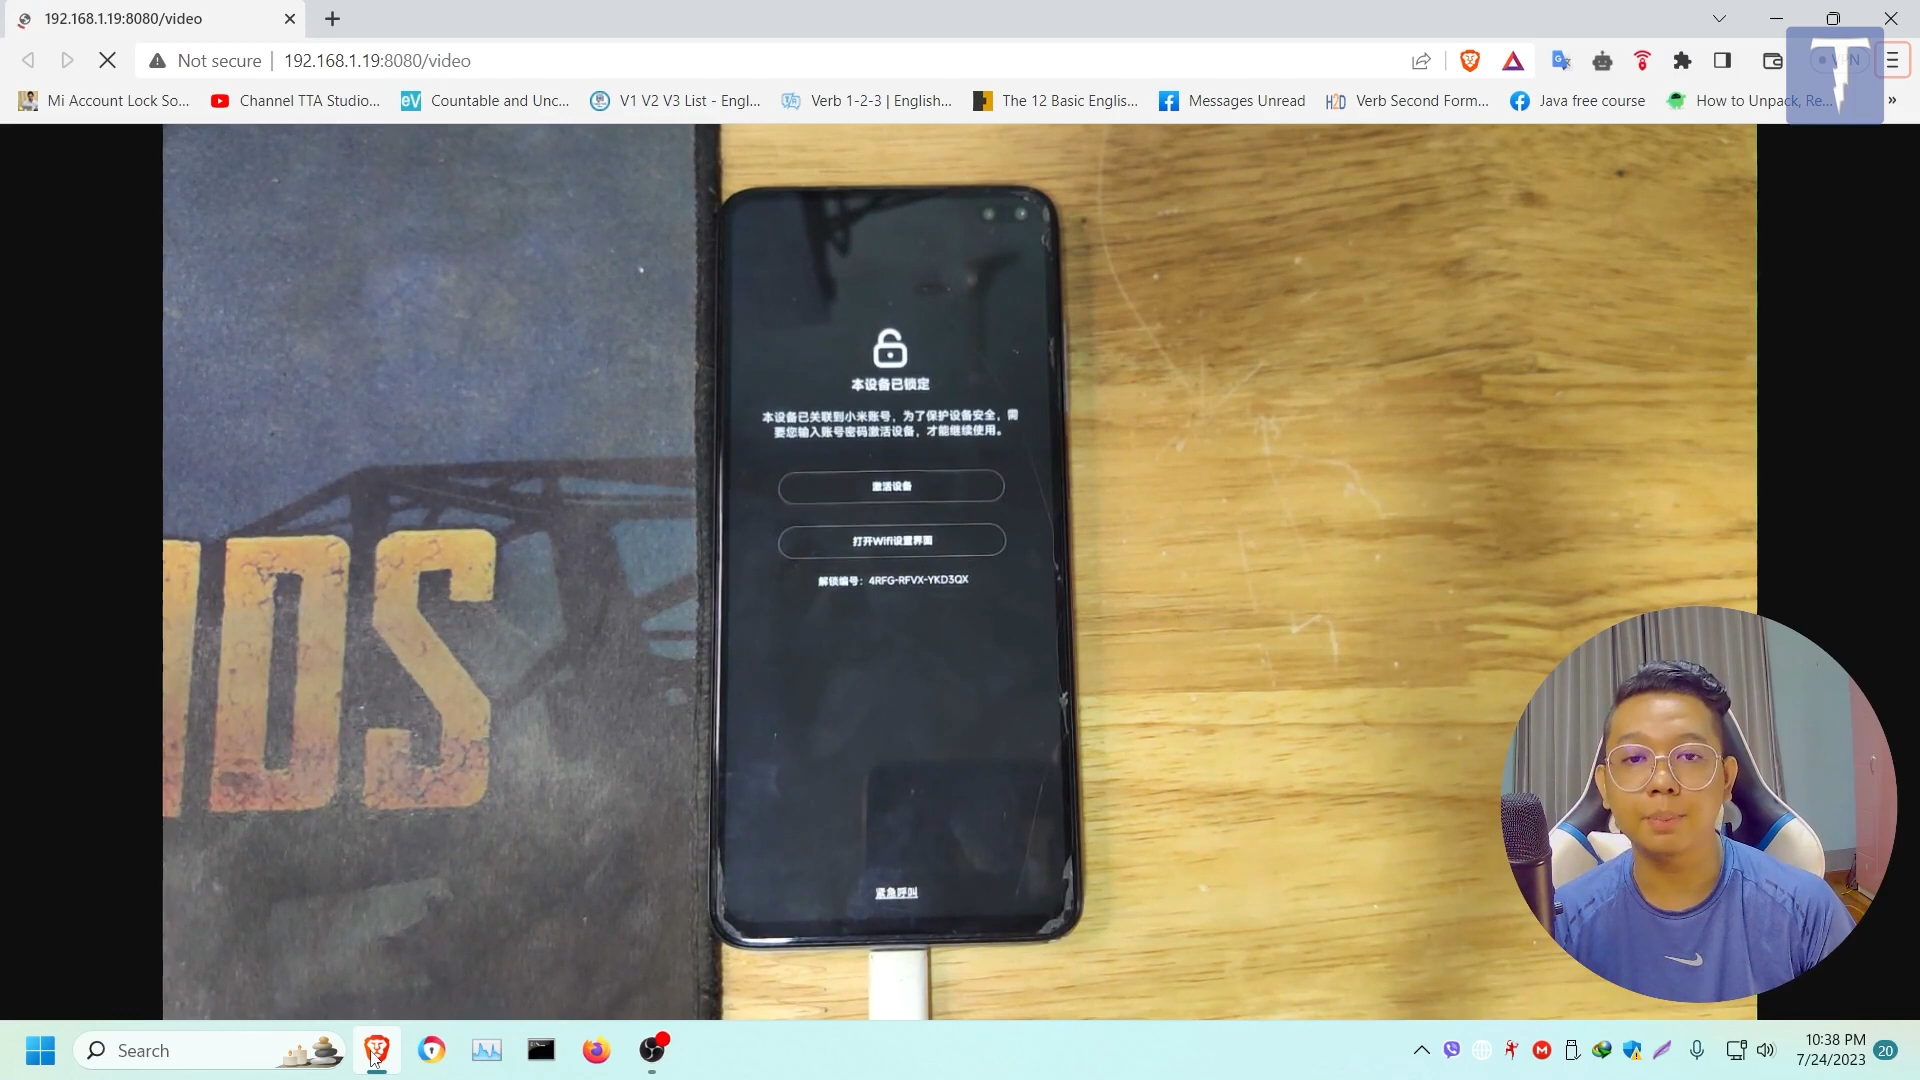 192.168.1.19:8080/video
Not secure
192.168.1.19:8080/video
VPN
Mi Account Lock So...
Channel TTA Studio...
eV
Countable and Unc...
V1 V2 V3 List - Engl...
Verb 1-2-3 | English...
The 12 Basic Englis...
Messages Unread
H2D
Verb Second Form...
Java free course
How to Unpack, Re...
T
本设备已锁定
本设备已关联到小米账号，为了保护设备安全，需
要您输入账号密码激活设备，才能继续使用。
激活设备
打开Wifi设置界面
解锁编号：4RFG-RFVX-YKD3QX
紧急呼叫
NDS
Search
10:38 PM
7/24/2023
20